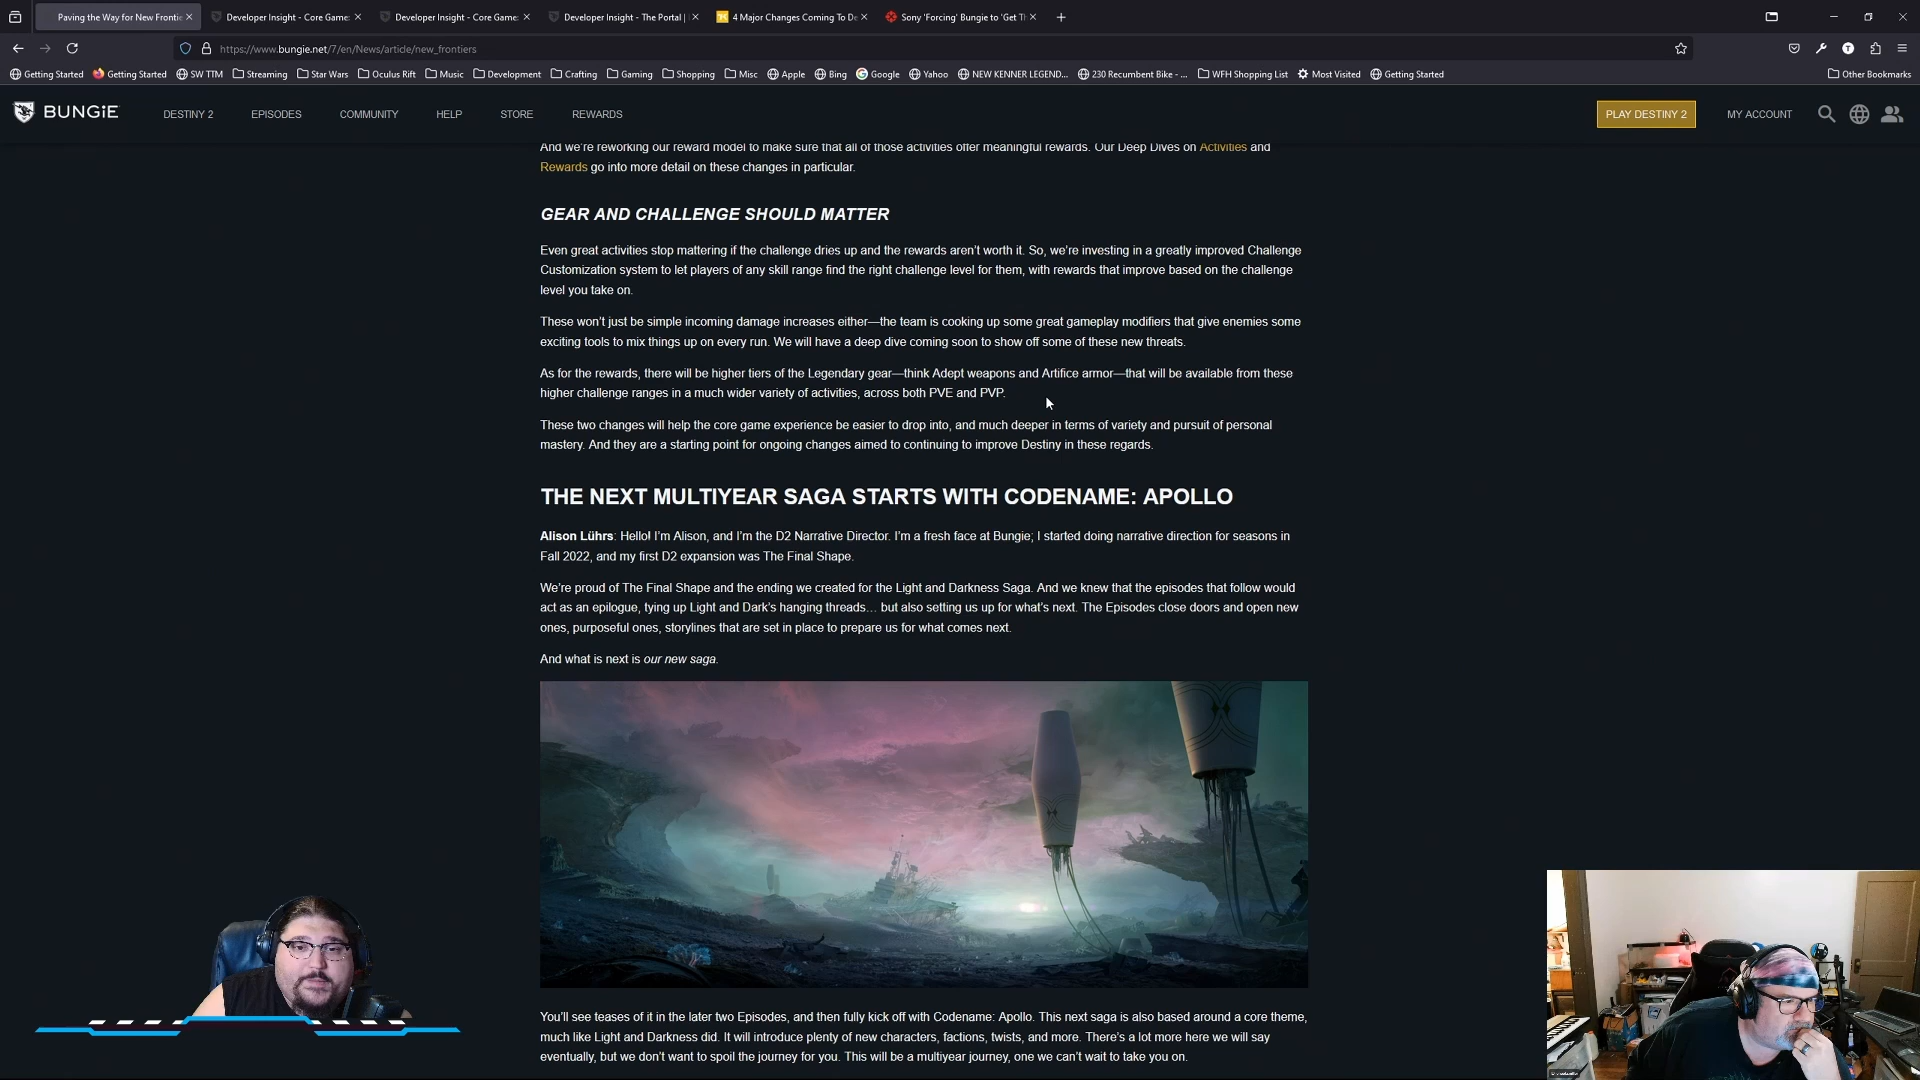 Paving the Way for New Frontie
Developer Insight - Core Game:
Developer Insight - Core Game:
Developer Insight - The Portal |
4 Major Changes Coming To De
Sony 'Forcing' Bungie to 'Get Th
https://www.bungie.net/7/en/News/article/new_frontiers
Getting Started
Getting Started
SW TTM
Streaming
Star Wars
Oculus Rift
Music
Development
Crafting
Gaming
Shopping
Misc
Apple
Bing
Google
Yahoo
NEW KENNER LEGEND...
230 Recumbent Bike - ...
WFH Shopping List
Most Visited
Getting Started
Other Bookmarks
BUNGiE
DESTINY 2
EPISODES
COMMUNITY
HELP
STORE
REWARDS
PLAY DESTINY 2
MY ACCOUNT
And we're reworking our reward model to make sure that all of those activities offer meaningful rewards. Our Deep Dives on Activities and
Rewards go into more detail on these changes in particular.
GEAR AND CHALLENGE SHOULD MATTER
Even great activities stop mattering if the challenge dries up and the rewards aren't worth it. So, we're investing in a greatly improved Challenge
Customization system to let players of any skill range find the right challenge level for them, with rewards that improve based on the challenge
level you take on.
These won't just be simple incoming damage increases either—the team is cooking up some great gameplay modifiers that give enemies some
exciting tools to mix things up on every run. We will have a deep dive coming soon to show off some of these new threats.
As for the rewards, there will be higher tiers of the Legendary gear—think Adept weapons and Artifice armor—that will be available from these
higher challenge ranges in a much wider variety of activities, across both PVE and PVP.
These two changes will help the core game experience be easier to drop into, and much deeper in terms of variety and pursuit of personal
mastery. And they are a starting point for ongoing changes aimed to continuing to improve Destiny in these regards.
THE NEXT MULTIYEAR SAGA STARTS WITH CODENAME: APOLLO
Alison Lührs: Hello! I'm Alison, and I'm the D2 Narrative Director. I'm a fresh face at Bungie; I started doing narrative direction for seasons in
Fall 2022, and my first D2 expansion was The Final Shape.
We're proud of The Final Shape and the ending we created for the Light and Darkness Saga. And we knew that the episodes that follow would
act as an epilogue, tying up Light and Dark's hanging threads… but also setting us up for what's next. The Episodes close doors and open new
ones, purposeful ones, storylines that are set in place to prepare us for what comes next.
And what is next is our new saga.
You'll see teases of it in the later two Episodes, and then fully kick off with Codename: Apollo. This next saga is also based around a core theme,
much like Light and Darkness did. It will introduce plenty of new characters, factions, twists, and more. There's a lot more here we will say
eventually, but we don't want to spoil the journey for you. This will be a multiyear journey, one we can't wait to take you on.